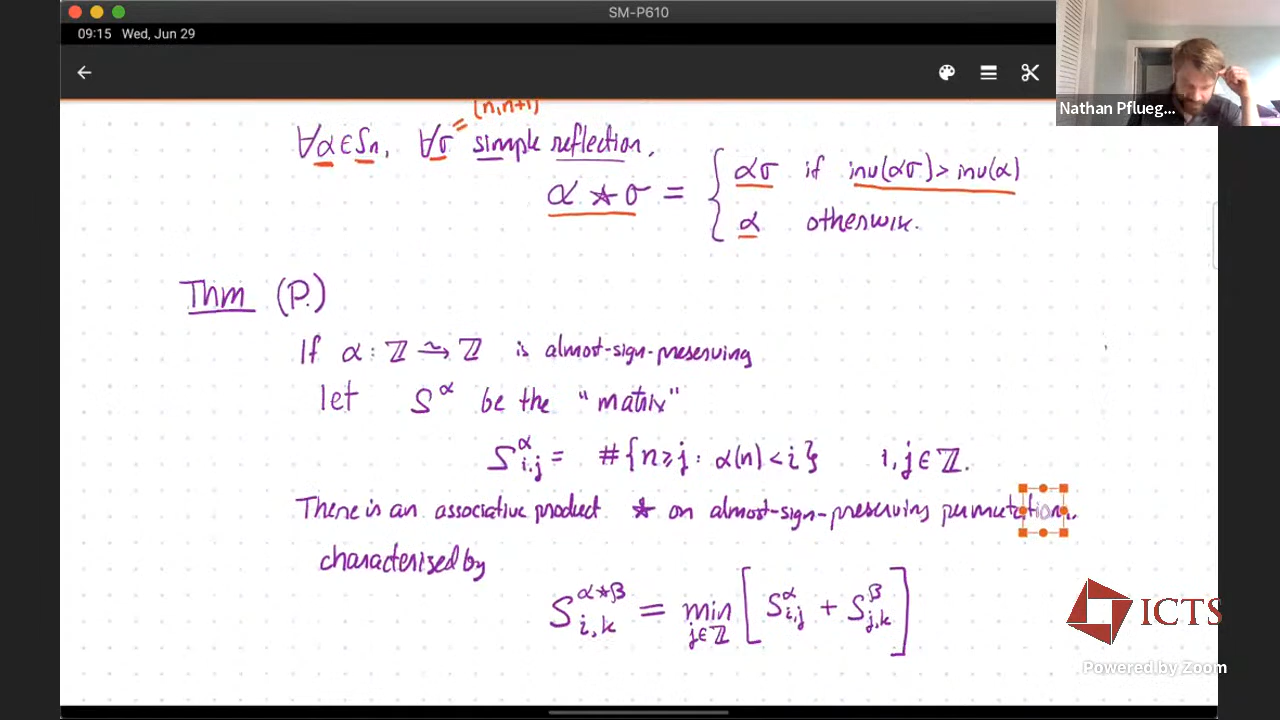 SM-P610
09:15 Wed, Jun 29
Nathan Pflueg...
(n, n+1)
∀α∈Sn, ∀σ = simple reflection,
α ★ σ = { ασ if inv(ασ) > inv(α)
α otherwise.
Thm (P.)
If α : ℤ ≃→ ℤ is almost-sign-preserving
let S^α be the "matrix"
S^α_{i,j} = #{n ≥ j : α(n) < i} i, j ∈ ℤ.
There is an associative product ★ on almost-sign-preserving permutations
characterised by
S^{α★β}_{i,k} = min_{j∈ℤ} [ S^α_{i,j} + S^β_{j,k} ]
ICTS
Powered by Zoom